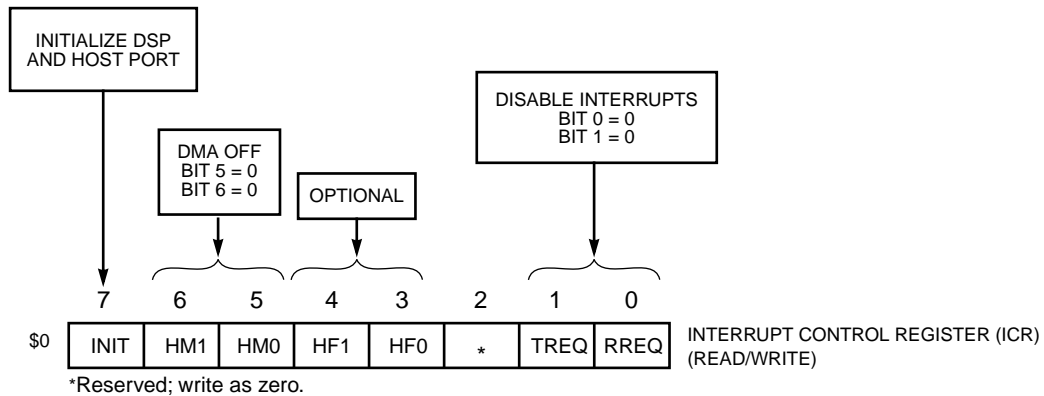 INITIALIZE DSP
AND HOST PORT
DISABLE INTERRUPTS
BIT 0 = 0
BIT 1 = 0
DMA OFF
BIT 5 = 0
BIT 6 = 0
OPTIONAL
7 6 5 4 3 2 1 0
$0 INIT HM1 HM0 HF1 HF0 * TREQ RREQ
INTERRUPT CONTROL REGISTER (ICR)
(READ/WRITE)
*Reserved; write as zero.